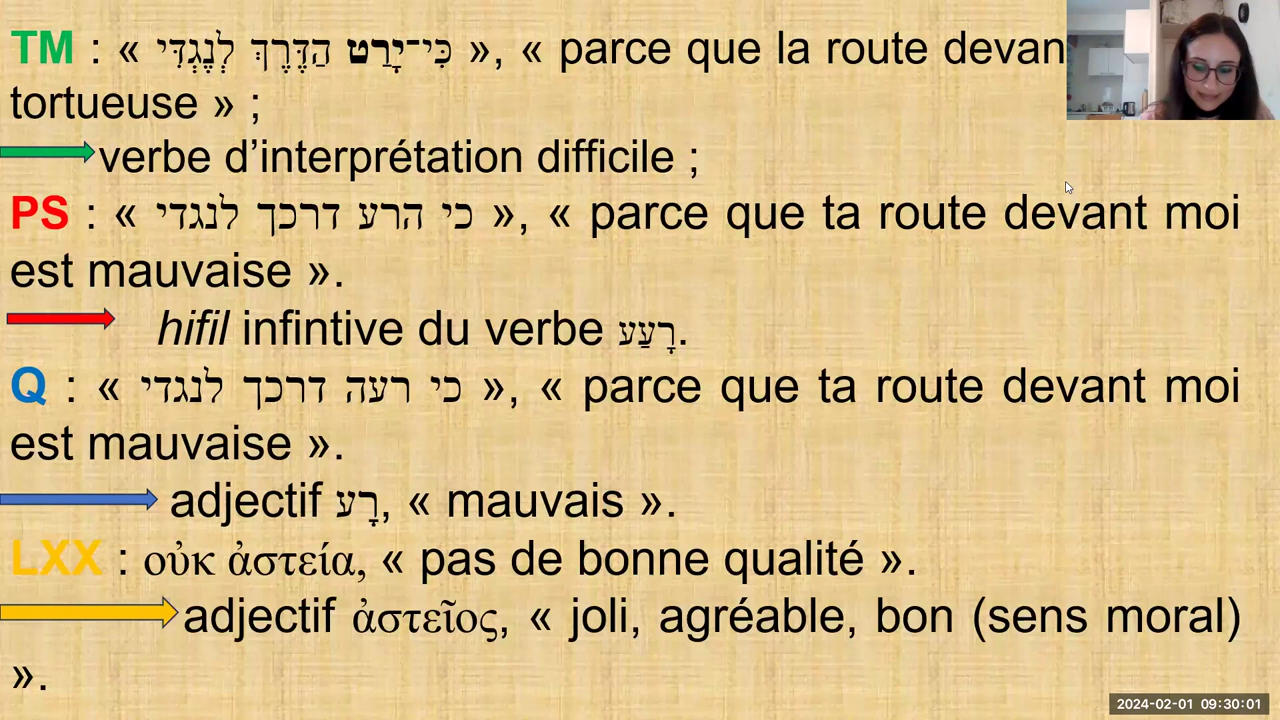 TM : « כִּי־יָרַט הַדֶּרֶךְ לְנֶגְדִּי », « parce que la route devan
tortueuse » ;
verbe d’interprétation difficile ;
PS : « כי הרע דרכך לנגדי », « parce que ta route devant moi
est mauvaise ».
hifil infintive du verbe רָעַע.
Q : « כי רעה דרכך לנגדי », « parce que ta route devant moi
est mauvaise ».
adjectif רָע, « mauvais ».
LXX : οὐκ ἀστεία, « pas de bonne qualité ».
adjectif ἀστεῖος, « joli, agréable, bon (sens moral)
».
2024-02-01 09:30:01